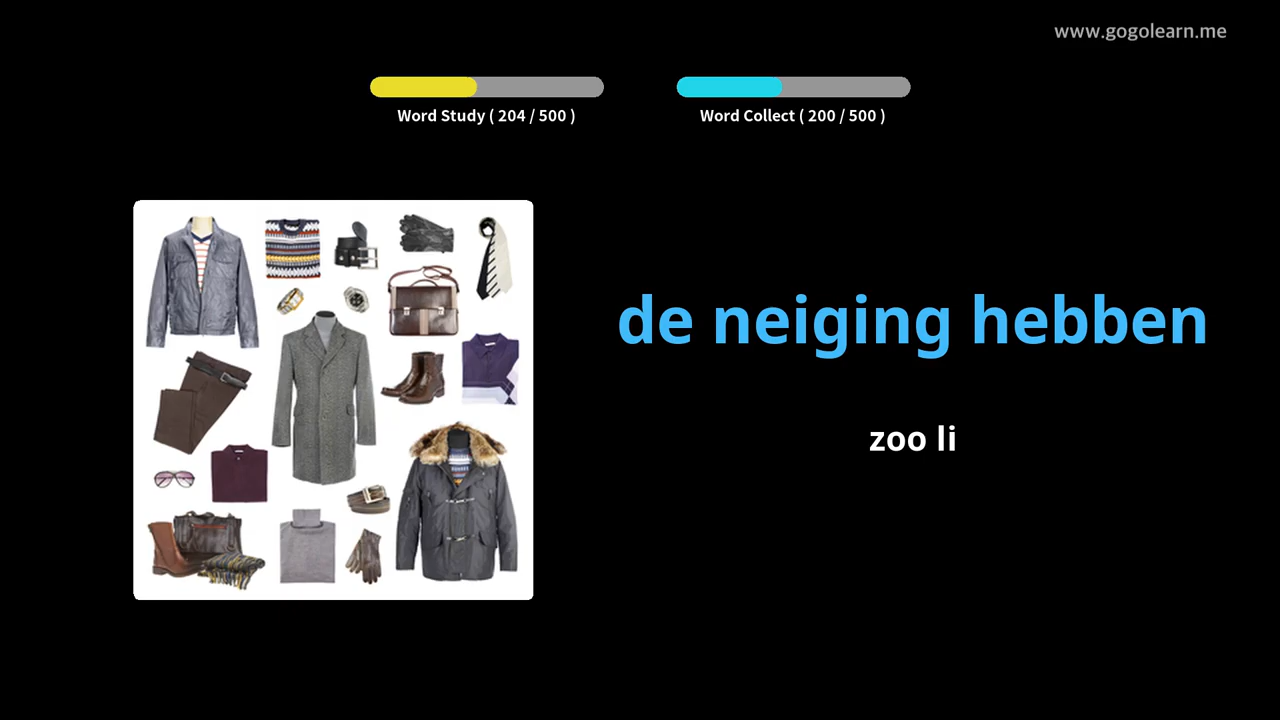 www.gogolearn.me
Word Study ( 204 / 500 )
Word Collect ( 200 / 500 )
de neiging hebben
zoo li